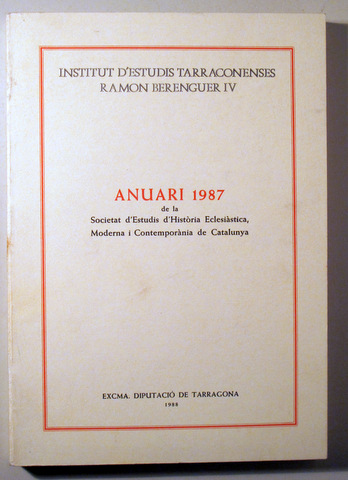 INSTITUT D'ESTUDIS TARRACONENSES
RAMON BERENGUER IV
ANUARI 1987
de la
Societat d'Estudis d'Història Eclesiàstica,
Moderna i Contemporània de Catalunya
EXCMA. DIPUTACIÓ DE TARRAGONA
1988